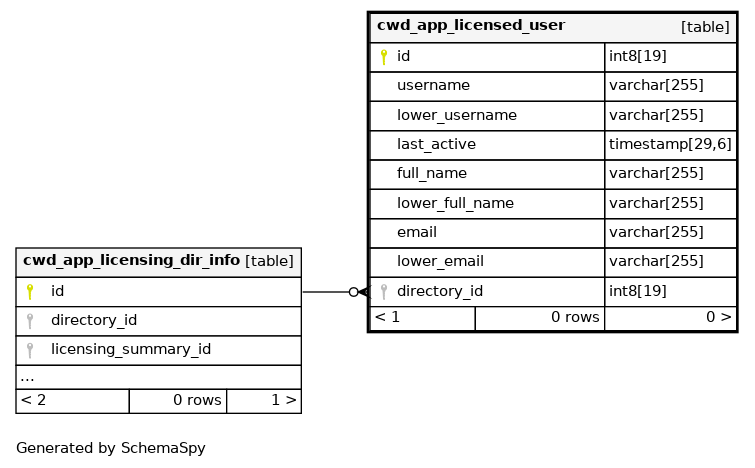 cwd_app_licensed_user [table]
id int8[19]
username varchar[255]
lower_username varchar[255]
last_active timestamp[29,6]
full_name varchar[255]
lower_full_name varchar[255]
email varchar[255]
lower_email varchar[255]
directory_id int8[19]
< 1 0 rows 0 >
cwd_app_licensing_dir_info [table]
id
directory_id
licensing_summary_id
...
< 2 0 rows 1 >
Generated by SchemaSpy